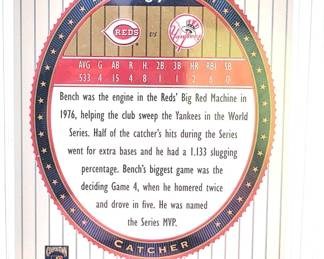 REDS
vs
Yankees
AVG G AB R H 2B 3B HR RBI SB
533 4 15 4 8 1 1 2 6 0
Bench was the engine in the Reds' Big Red Machine in
1976, helping the club sweep the Yankees in the World
Series. Half of the catcher's hits during the Series
went for extra bases and he had a 1.133 slugging
percentage. Bench's biggest game was the
deciding Game 4, when he homered twice
and drove in five. He was named
the Series MVP.
CATCHER